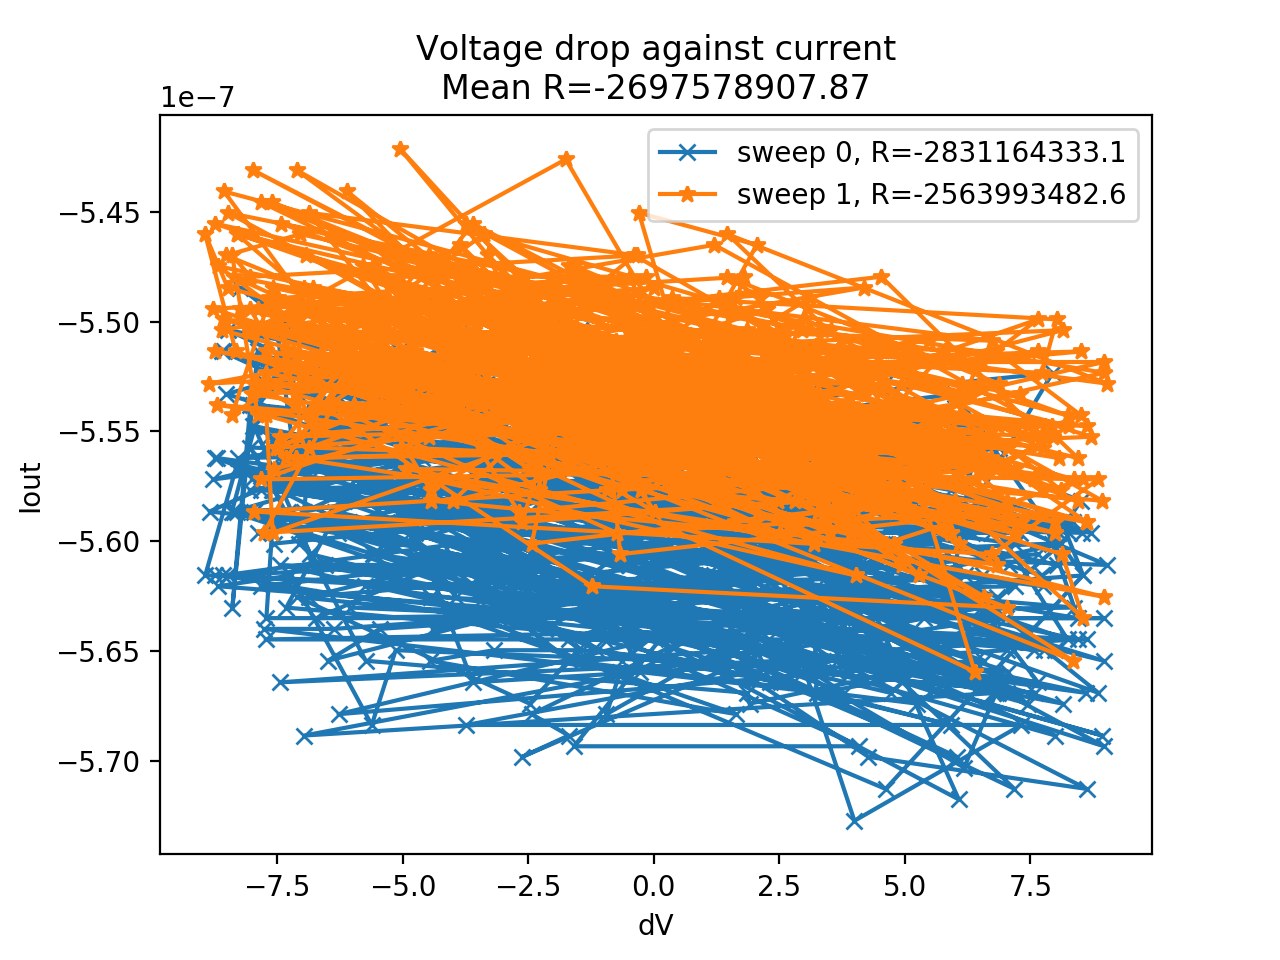 Voltage drop against current
Mean R=-2697578907.87
1e−7
sweep 0, R=-2831164333.1
sweep 1, R=-2563993482.6
−5.45
−5.50
−5.55
−5.60
−5.65
−5.70
Iout
−7.5
−5.0
−2.5
0.0
2.5
5.0
7.5
dV